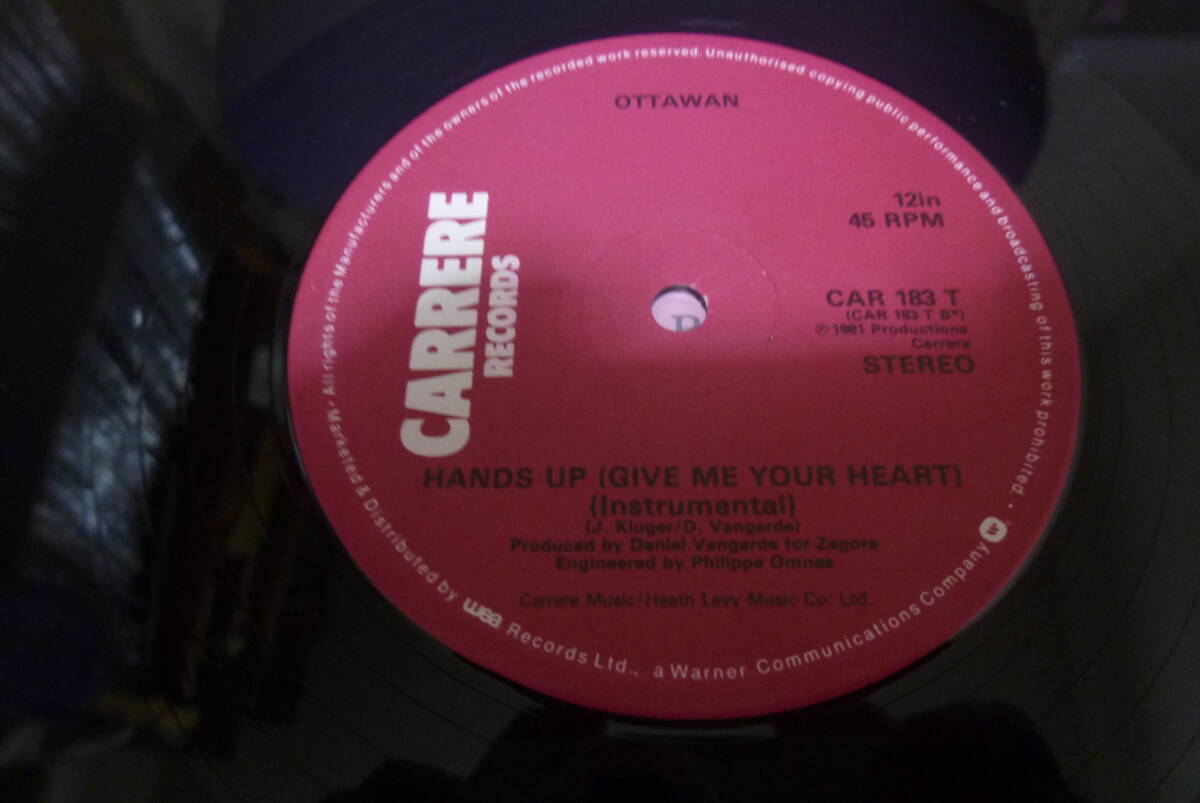 OTTAWAN
12in
45 RPM
CARRERE
RECORDS
CAR 183 T
(CAR 183 T B*)
℗ 1981 Productions
Carrere
STEREO
HANDS UP (GIVE ME YOUR HEART)
(Instrumental)
(J. Kluger/D. Vangarde)
Produced by Daniel Vangarde for Zagora
Engineered by Philippe Omnes
Carrere Music/Heath Levy Music Co. Ltd.
All rights of the Manufacturers and of the owners of the recorded work reserved. Unauthorised copying public performance and broadcasting of this work prohibited. •
Marketed & Distributed by wea Records Ltd., a Warner Communications Company W